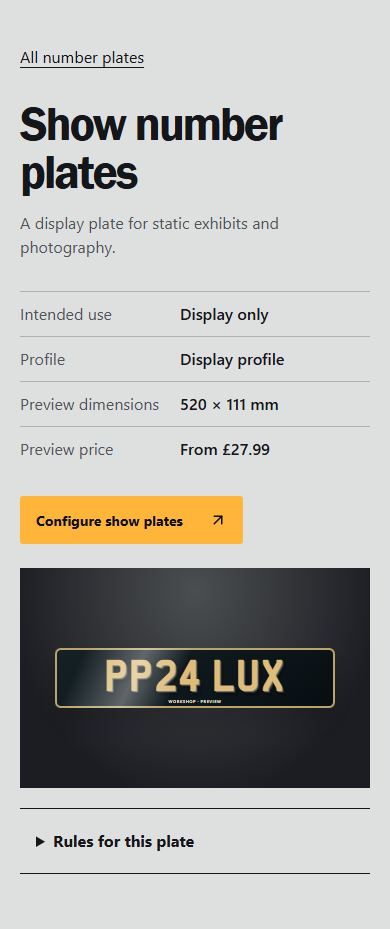 All number plates
Show number
plates
A display plate for static exhibits and
photography.
Intended use Display only
Profile Display profile
Preview dimensions 520 × 111 mm
Preview price From £27.99
Configure show plates
PP24 LUX
WORKSHOP · PREVIEW
Rules for this plate